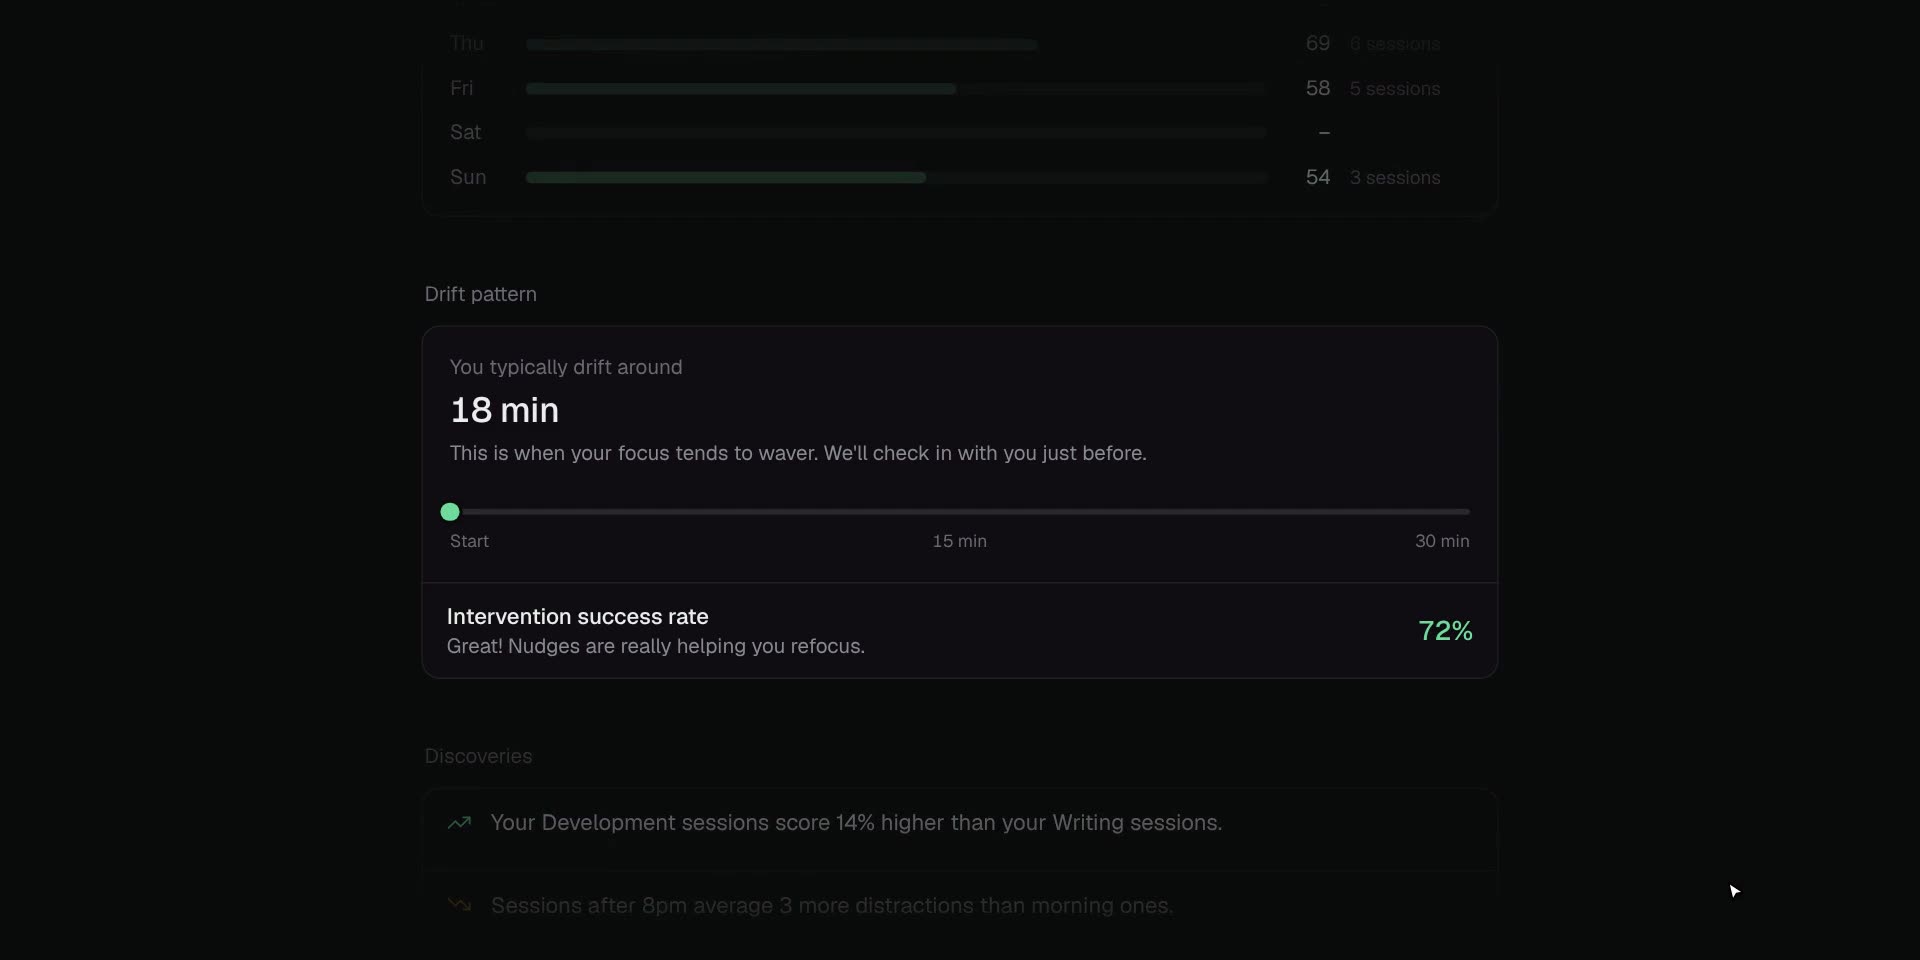 Thu 69 6 sessions
Fri 58 5 sessions
Sat –
Sun 54 3 sessions
Drift pattern
You typically drift around
18 min
This is when your focus tends to waver. We'll check in with you just before.
Start 15 min 30 min
Intervention success rate
Great! Nudges are really helping you refocus.
72%
Discoveries
Your Development sessions score 14% higher than your Writing sessions.
Sessions after 8pm average 3 more distractions than morning ones.